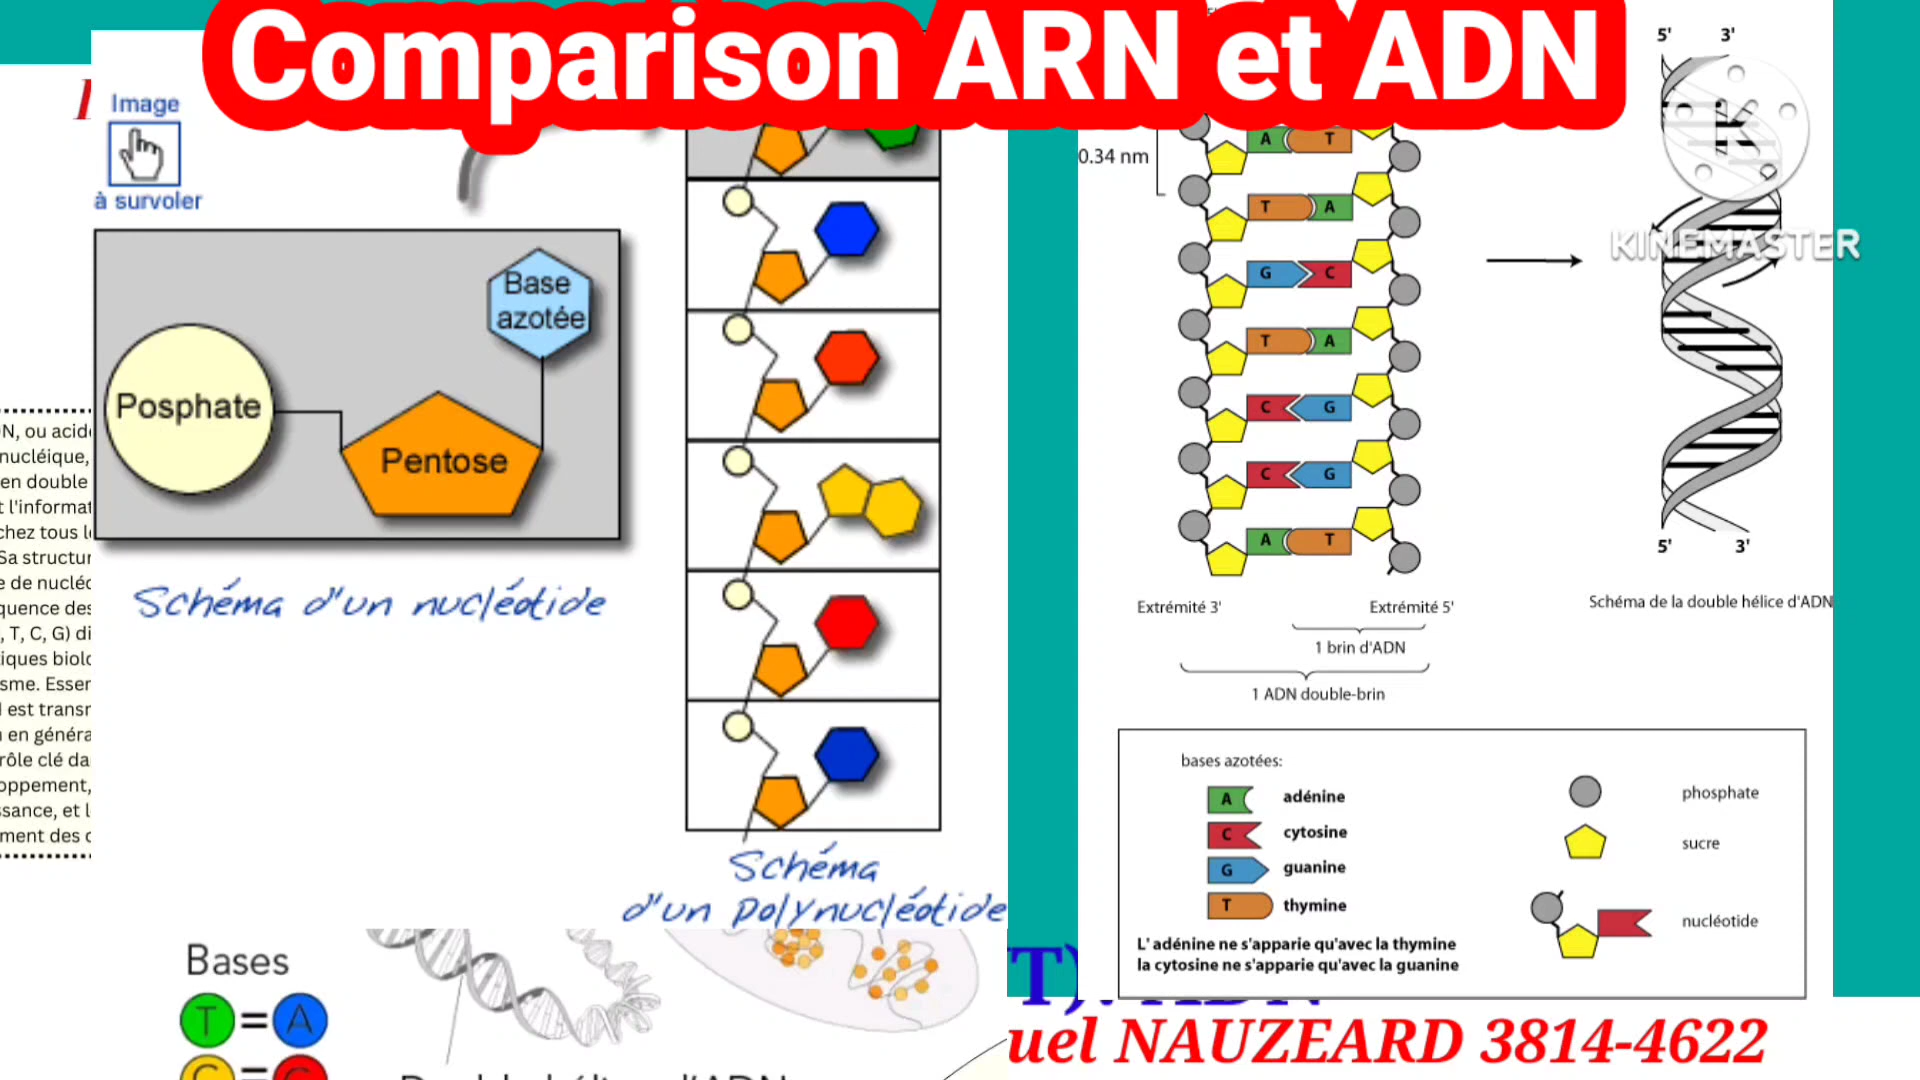 Comparison ARN et ADN
Image
à survoler
Base
azotée
Posphate
Pentose
Schéma d'un nucléotide
N, ou acid
nucléique,
en double
t l'informat
chez tous l
Sa structur
e de nuclé
quence des
, T, C, G) di
iques biol
sme. Essen
est transm
en généra
rôle clé da
oppement,
ssance, et l
ment des c
Schéma
d'un polynucléotide
Bases
T = A
0.34 nm
A T
T A
G C
T A
C G
C G
A T
Extrémité 3' Extrémité 5'
1 brin d'ADN
1 ADN double-brin
5' 3'
K
KINEMASTER
5' 3'
Schéma de la double hélice d'ADN
bases azotées:
A adénine
C cytosine
G guanine
T thymine
phosphate
sucre
nucléotide
L' adénine ne s'apparie qu'avec la thymine
la cytosine ne s'apparie qu'avec la guanine
uel NAUZEARD 3814-4622